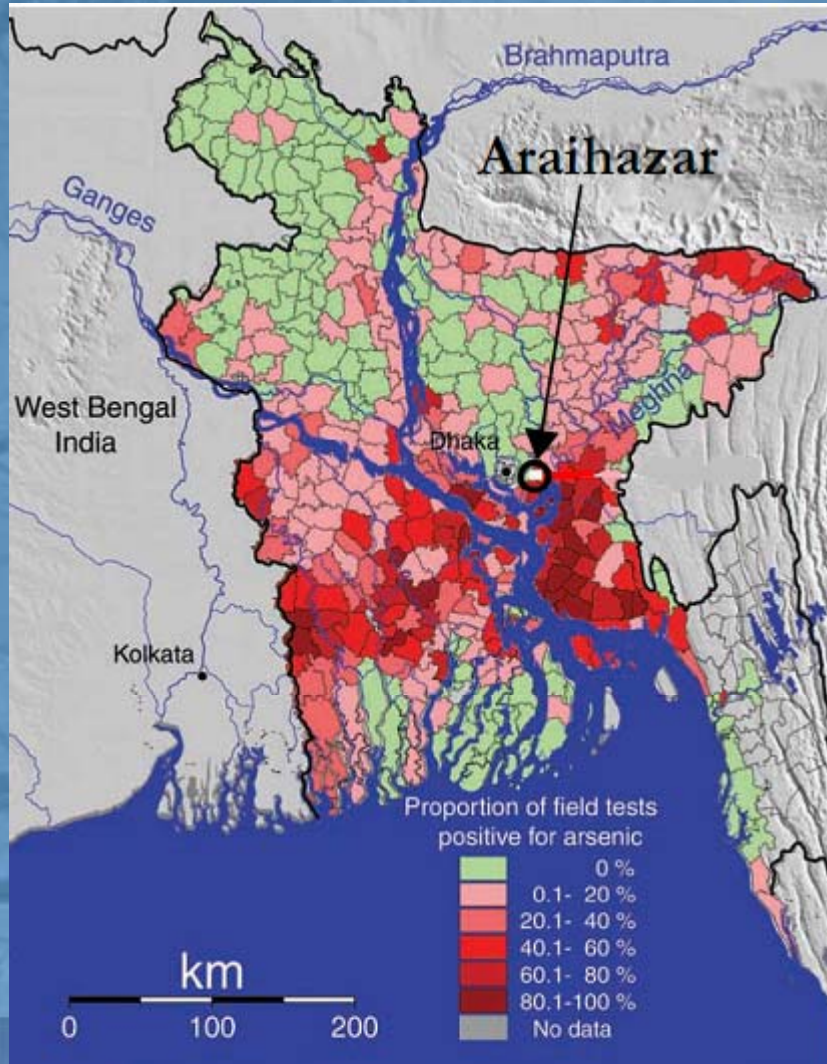 Brahmaputra
Araihazar
Ganges
West Bengal
India
Meghna
Dhaka
Kolkata
Proportion of field tests
positive for arsenic
0 %
0.1- 20 %
20.1- 40 %
40.1- 60 %
60.1- 80 %
80.1-100 %
No data
km
0 100 200